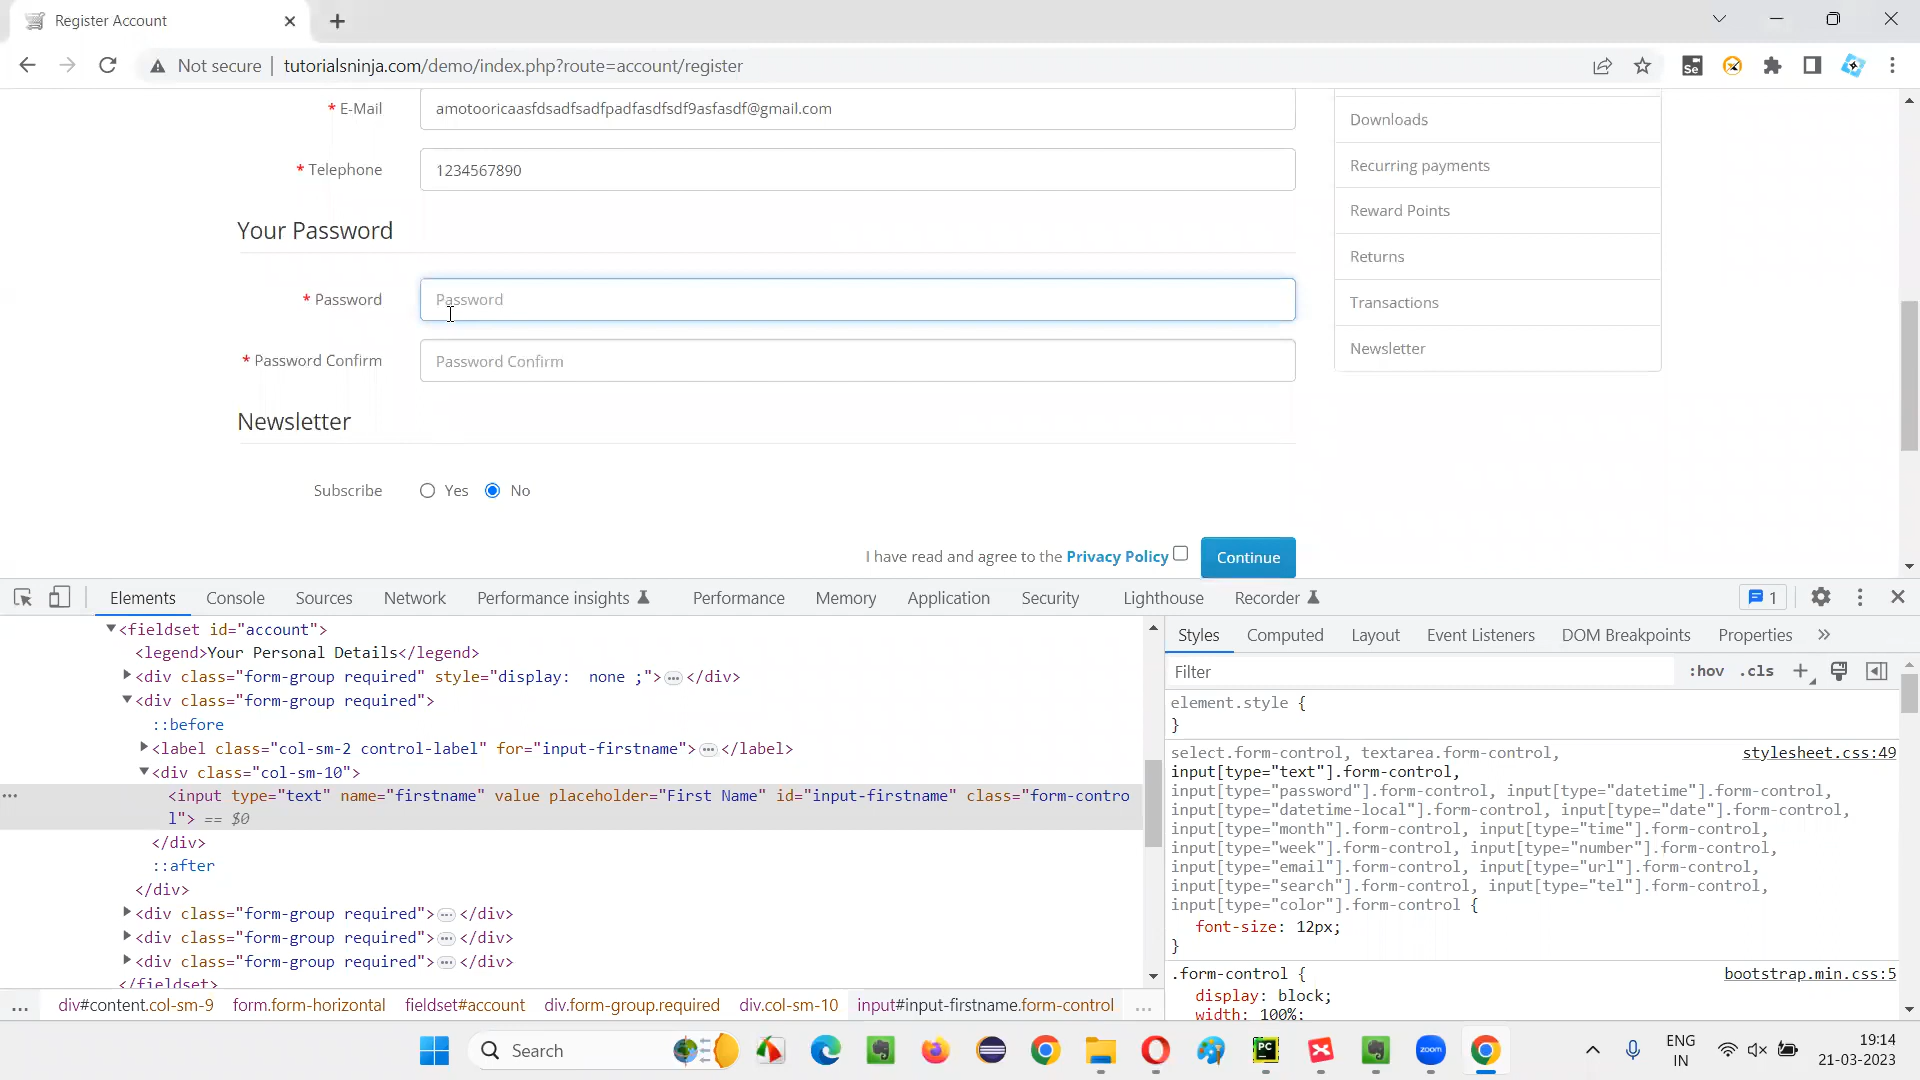 Register Account
Not secure
tutorialsninja.com/demo/index.php?route=account/register
* E-Mail
amotooricaasfdsadfsadfpadfasdfsdf9asfasdf@gmail.com
* Telephone
1234567890
Your Password
* Password
Password
* Password Confirm
Password Confirm
Newsletter
Subscribe
Yes
No
I have read and agree to the Privacy Policy
Continue
Downloads
Recurring payments
Reward Points
Returns
Transactions
Newsletter
Elements
Console
Sources
Network
Performance insights
Performance
Memory
Application
Security
Lighthouse
Recorder
1
<fieldset id="account">
<legend>Your Personal Details</legend>
<div class="form-group required" style="display:  none ;">…</div>
<div class="form-group required">
::before
<label class="col-sm-2 control-label" for="input-firstname">…</label>
<div class="col-sm-10">
… <input type="text" name="firstname" value placeholder="First Name" id="input-firstname" class="form-contro
l"> == $0
</div>
::after
</div>
<div class="form-group required">…</div>
<div class="form-group required">…</div>
<div class="form-group required">…</div>
</fieldset>
… div#content.col-sm-9 form.form-horizontal fieldset#account div.form-group.required div.col-sm-10 input#input-firstname.form-control …
Styles
Computed
Layout
Event Listeners
DOM Breakpoints
Properties
»
Filter
:hov .cls
element.style {
}
select.form-control, textarea.form-control, stylesheet.css:49
input[type="text"].form-control,
input[type="password"].form-control, input[type="datetime"].form-control,
input[type="datetime-local"].form-control, input[type="date"].form-control,
input[type="month"].form-control, input[type="time"].form-control,
input[type="week"].form-control, input[type="number"].form-control,
input[type="email"].form-control, input[type="url"].form-control,
input[type="search"].form-control, input[type="tel"].form-control,
input[type="color"].form-control {
font-size: 12px;
}
.form-control { bootstrap.min.css:5
display: block;
width: 100%;
Search
Se
PC
zoom
ENG
IN
19:14
21-03-2023